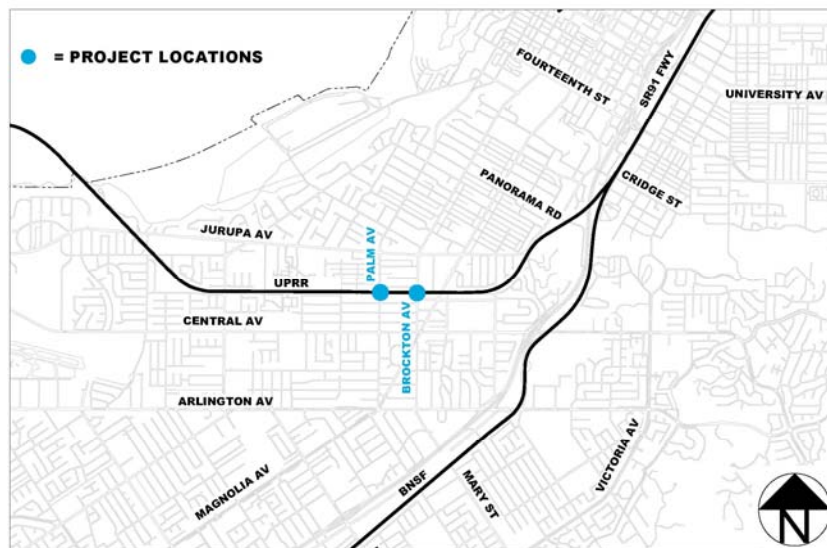 = PROJECT LOCATIONS
FOURTEENTH ST
SR91 FWY
UNIVERSITY AV
PANORAMA RD
CRIDGE ST
JURUPA AV
PALM AV
UPRR
CENTRAL AV
BROCKTON AV
ARLINGTON AV
MAGNOLIA AV
BNSF
MARY ST
VICTORIA AV
N